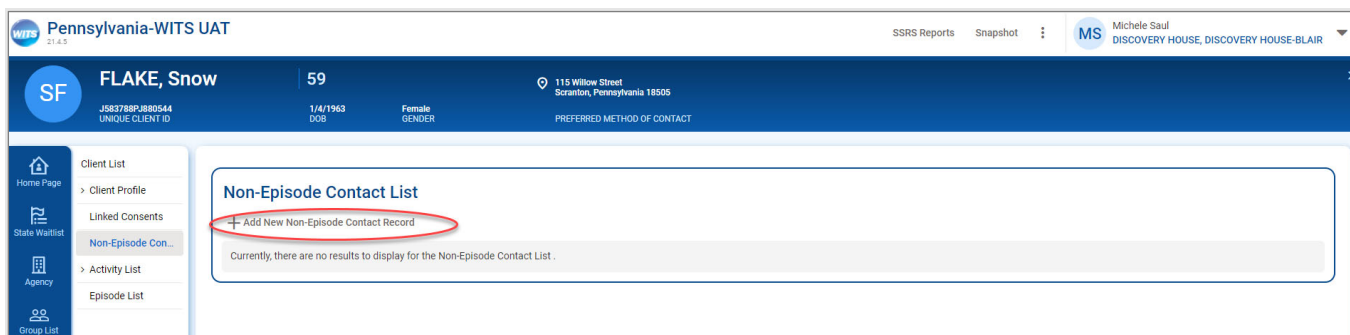 WITS
Pennsylvania-WITS UAT
21.4.5
SSRS Reports
Snapshot
MS
Michele Saul
DISCOVERY HOUSE, DISCOVERY HOUSE-BLAIR
SF
FLAKE, Snow
J583788PJ880544
UNIQUE CLIENT ID
59
1/4/1963
DOB
Female
GENDER
115 Willow Street
Scranton, Pennsylvania 18505
PREFERRED METHOD OF CONTACT
Home Page
State Waitlist
Agency
Group List
Client List
> Client Profile
Linked Consents
Non-Episode Con...
> Activity List
Episode List
Non-Episode Contact List
+ Add New Non-Episode Contact Record
Currently, there are no results to display for the Non-Episode Contact List .